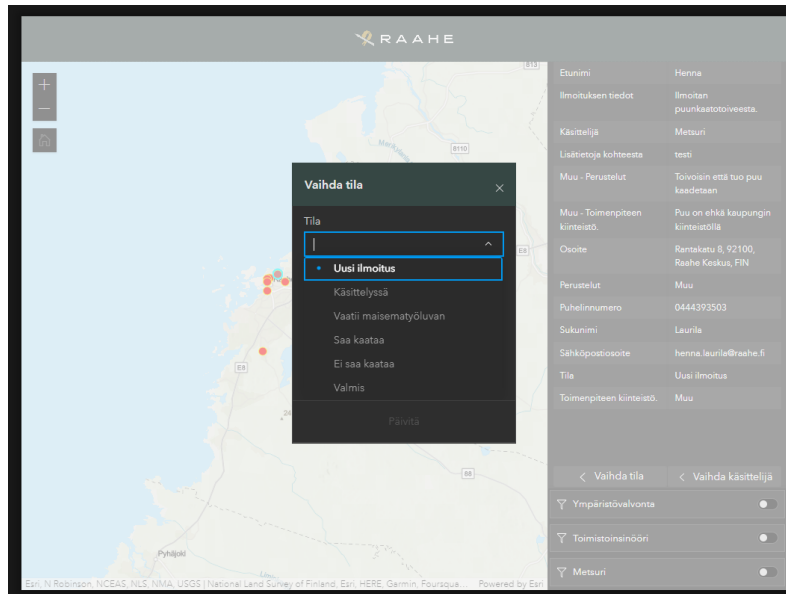 RAAHE
E13
Etunimi Henna
Ilmoituksen tiedot Ilmoitan
puunkaatotoiveesta.
Käsittelijä Metsuri
Lisätietoja kohteesta testi
Muu - Perustelut Toivoisin että tuo puu
kaadetaan
Muu - Toimenpiteen Puu on ehkä kaupungin
kiinteistö. kiinteistöllä
Osoite Rantakatu 8, 92100,
Raahe Keskus, FIN
Perustelut Muu
Puhelinnumero 0444393503
Sukunimi Laurila
Sähköpostiosoite henna.laurila@raahe.fi
Tila Uusi ilmoitus
Toimenpiteen kiinteistö. Muu
8110
E8
Vaihda tila
Tila
Uusi ilmoitus
Käsittelyssä
Vaatii maisematyöluvan
Saa kaataa
Ei saa kaataa
Valmis
Päivitä
E8
88
Pyhäjoki
Vaihda tila Vaihda käsittelijä
Ympäristövalvonta
Toimistoinsinööri
Metsuri
Esri, N Robinson, NCEAS, NLS, NMA, USGS | National Land Survey of Finland, Esri, HERE, Garmin, Foursque... Powered by Esri